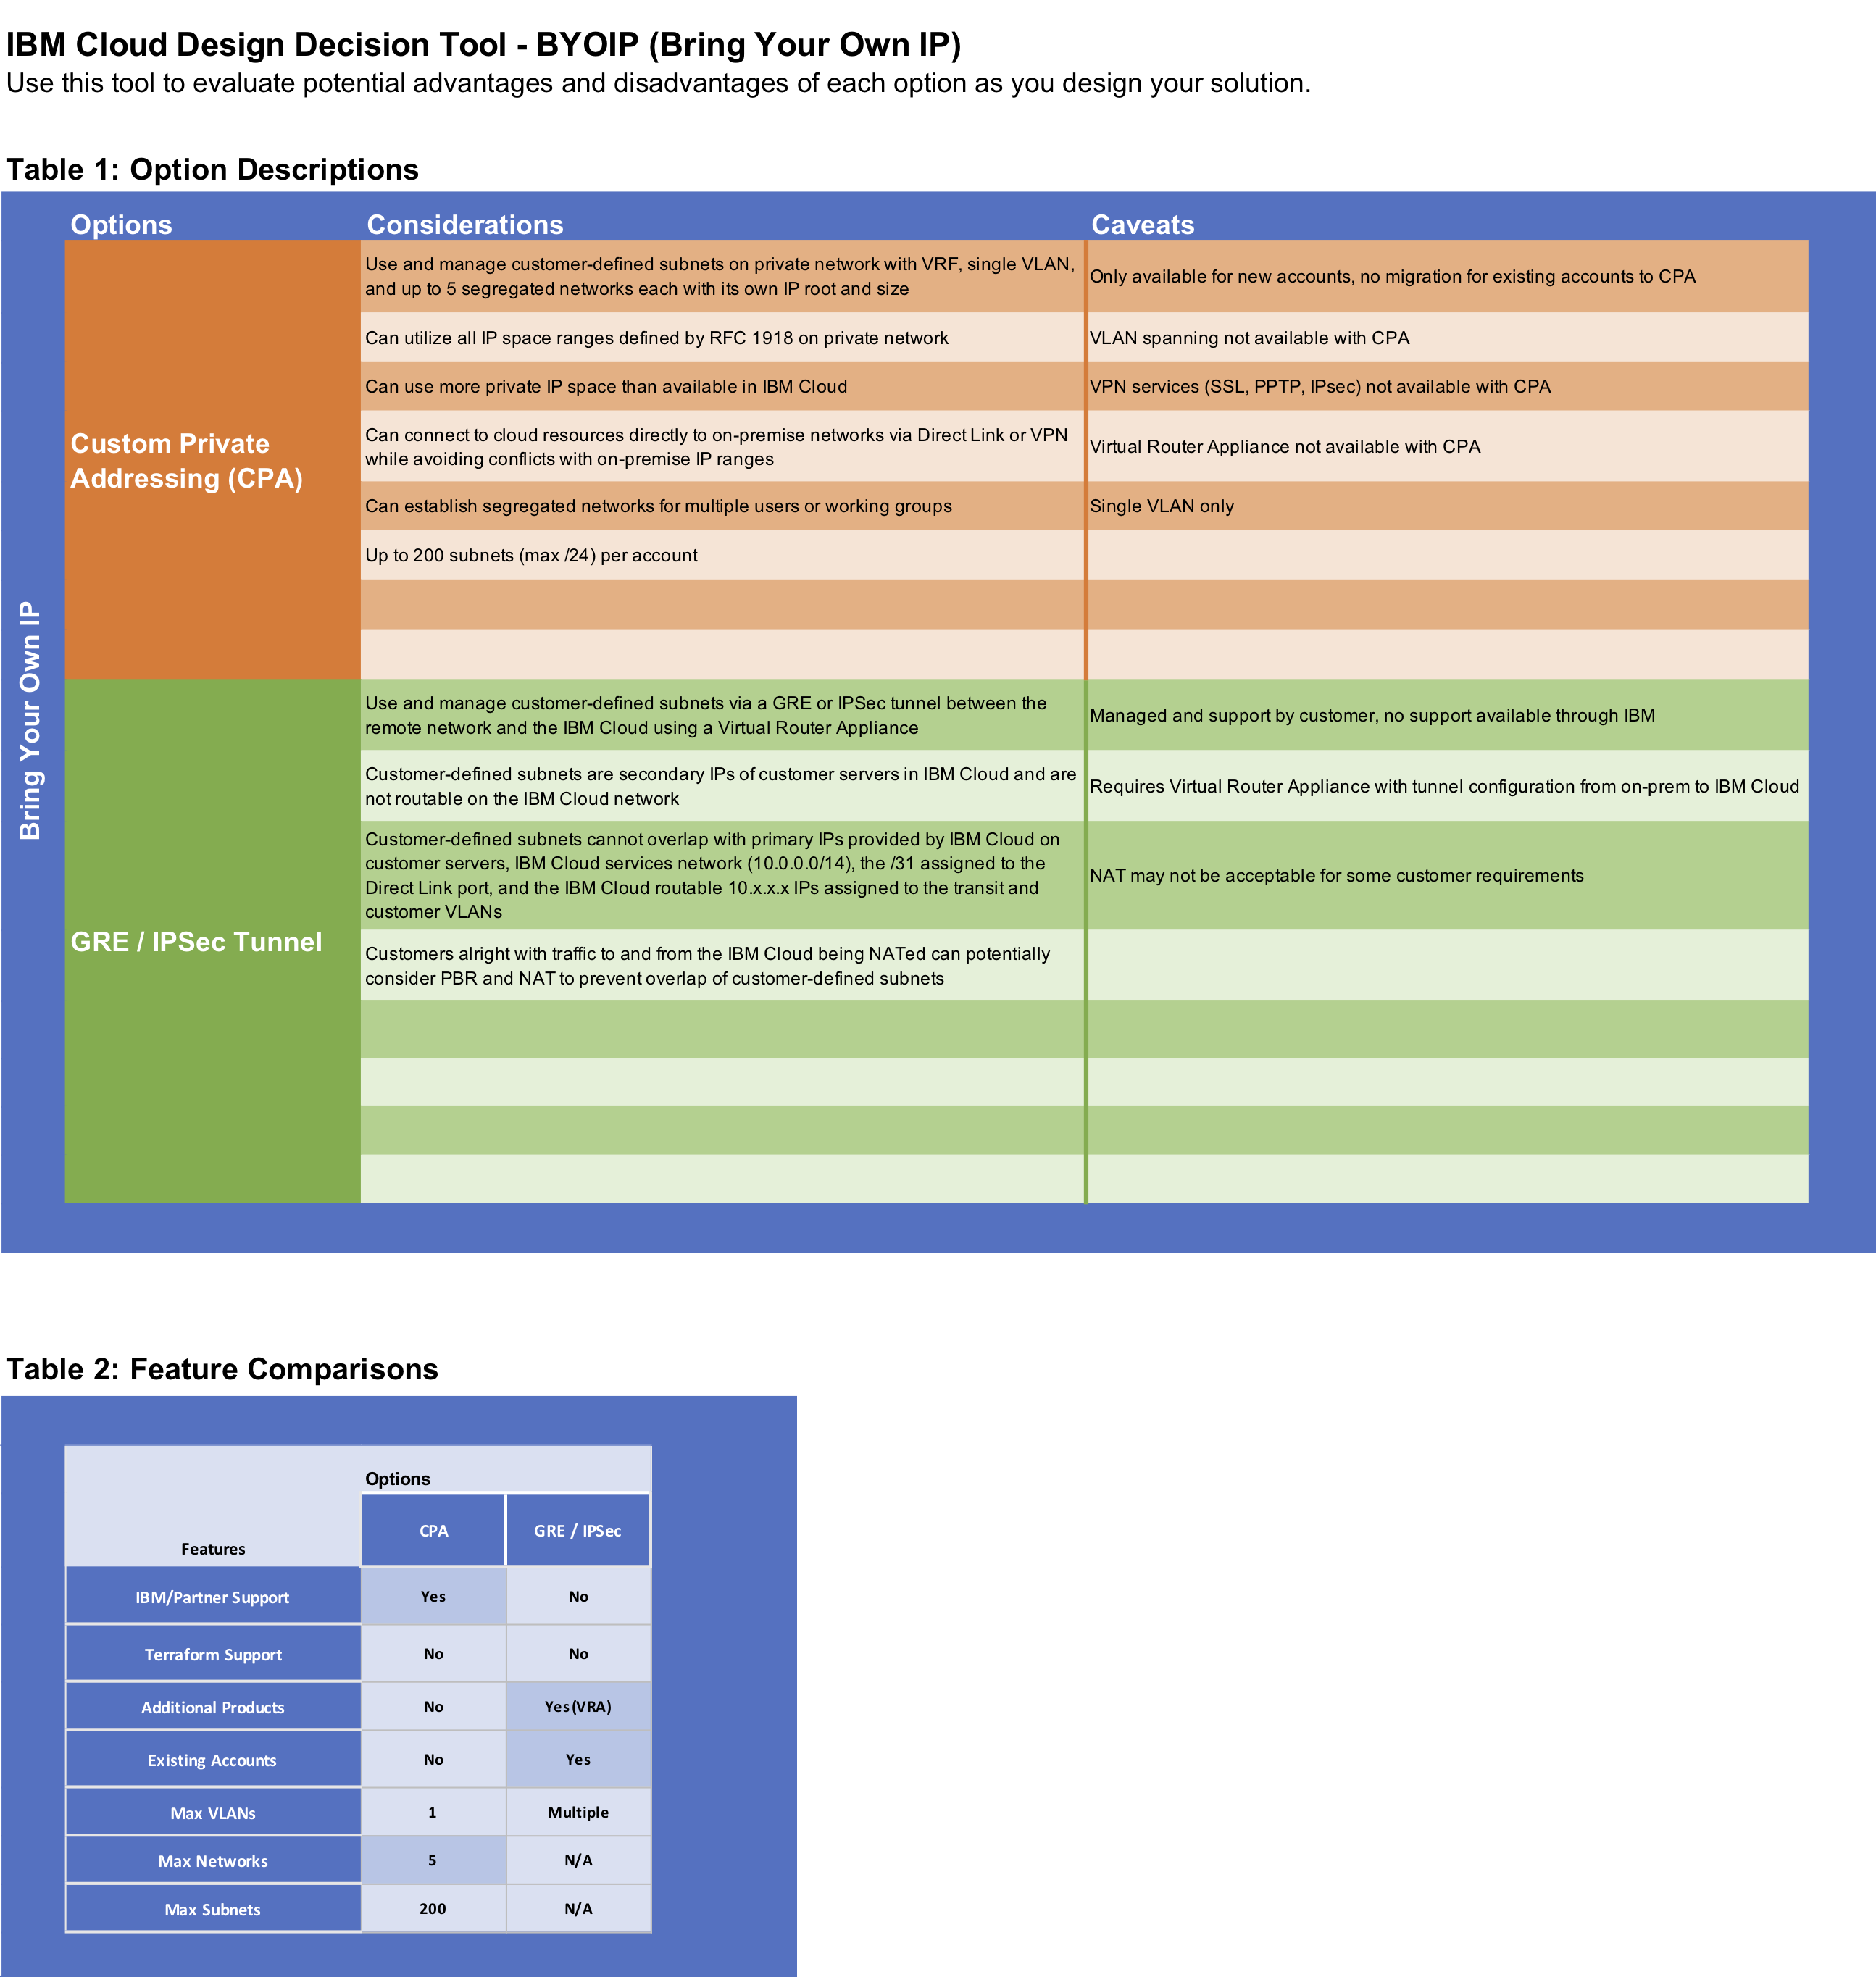 IBM Cloud Design Decision Tool - BYOIP (Bring Your Own IP)
Use this tool to evaluate potential advantages and disadvantages of each option as you design your solution.
Table 1: Option Descriptions
Options
Considerations
Caveats
Bring Your Own IP
Custom Private
Addressing (CPA)
Use and manage customer-defined subnets on private network with VRF, single VLAN,
and up to 5 segregated networks each with its own IP root and size
Only available for new accounts, no migration for existing accounts to CPA
Can utilize all IP space ranges defined by RFC 1918 on private network
VLAN spanning not available with CPA
Can use more private IP space than available in IBM Cloud
VPN services (SSL, PPTP, IPsec) not available with CPA
Can connect to cloud resources directly to on-premise networks via Direct Link or VPN
while avoiding conflicts with on-premise IP ranges
Virtual Router Appliance not available with CPA
Can establish segregated networks for multiple users or working groups
Single VLAN only
Up to 200 subnets (max /24) per account
GRE / IPSec Tunnel
Use and manage customer-defined subnets via a GRE or IPSec tunnel between the
remote network and the IBM Cloud using a Virtual Router Appliance
Managed and support by customer, no support available through IBM
Customer-defined subnets are secondary IPs of customer servers in IBM Cloud and are
not routable on the IBM Cloud network
Requires Virtual Router Appliance with tunnel configuration from on-prem to IBM Cloud
Customer-defined subnets cannot overlap with primary IPs provided by IBM Cloud on
customer servers, IBM Cloud services network (10.0.0.0/14), the /31 assigned to the
Direct Link port, and the IBM Cloud routable 10.x.x.x IPs assigned to the transit and
customer VLANs
NAT may not be acceptable for some customer requirements
Customers alright with traffic to and from the IBM Cloud being NATed can potentially
consider PBR and NAT to prevent overlap of customer-defined subnets
Table 2: Feature Comparisons
Options
Features
CPA
GRE / IPSec
IBM/Partner Support
Yes
No
Terraform Support
No
No
Additional Products
No
Yes (VRA)
Existing Accounts
No
Yes
Max VLANs
1
Multiple
Max Networks
5
N/A
Max Subnets
200
N/A